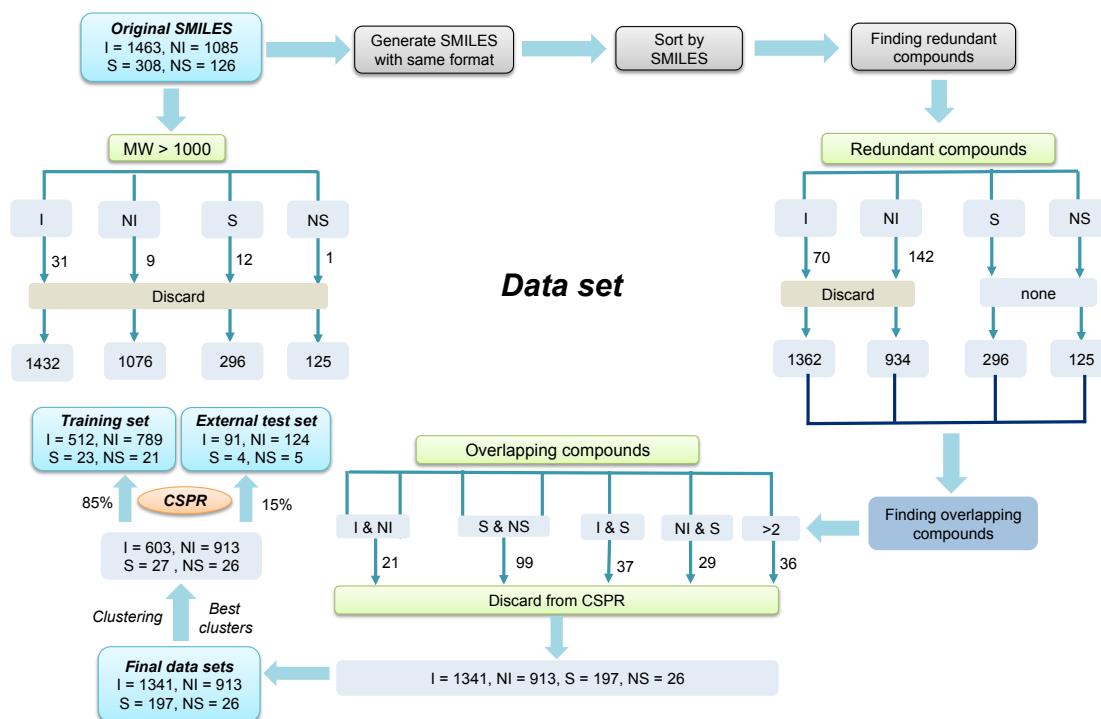 Original SMILES
I = 1463, NI = 1085
S = 308, NS = 126
Generate SMILES
with same format
Sort by
SMILES
Finding redundant
compounds
MW > 1000
I
NI
S
NS
31
9
12
1
Discard
1432
1076
296
125
Data set
Redundant compounds
I
NI
S
NS
70
142
Discard
none
1362
934
296
125
Finding overlapping
compounds
Overlapping compounds
I & NI
S & NS
I & S
NI & S
>2
21
99
37
29
36
Discard from CSPR
I = 1341, NI = 913, S = 197, NS = 26
Final data sets
I = 1341, NI = 913
S = 197, NS = 26
Clustering
Best
clusters
I = 603, NI = 913
S = 27 , NS = 26
85%
CSPR
15%
Training set
I = 512, NI = 789
S = 23, NS = 21
External test set
I = 91, NI = 124
S = 4, NS = 5